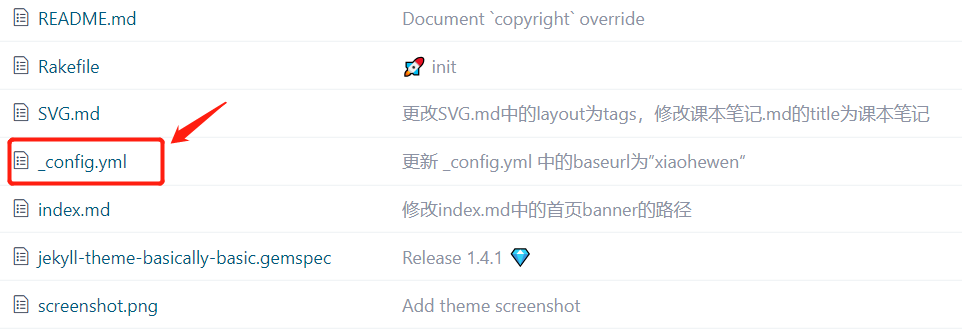 README.md Document `copyright` override
Rakefile 🚀 init
SVG.md 更改SVG.md中的layout为tags，修改课本笔记.md的title为课本笔记
_config.yml 更新 _config.yml 中的baseurl为”xiaohewen”
index.md 修改index.md中的首页banner的路径
jekyll-theme-basically-basic.gemspec Release 1.4.1 💎
screenshot.png Add theme screenshot